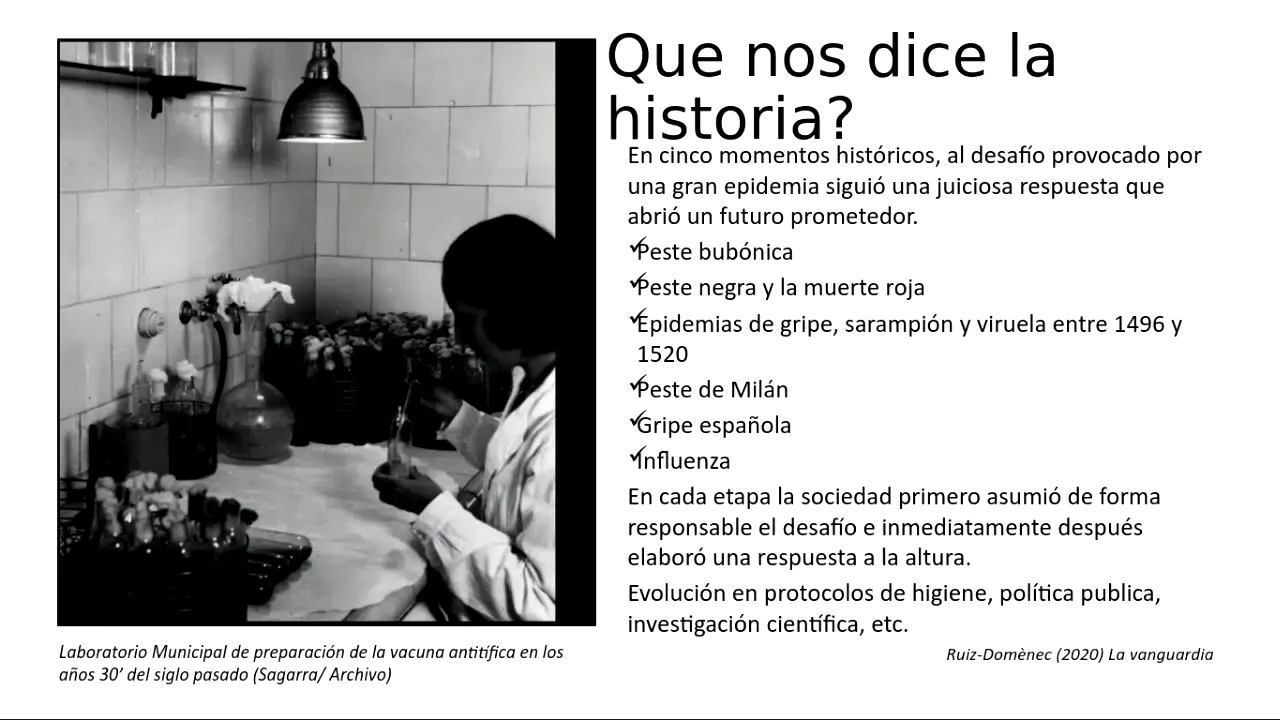 Que nos dice la
historia?
En cinco momentos históricos, al desafío provocado por
una gran epidemia siguió una juiciosa respuesta que
abrió un futuro prometedor.
✓Peste bubónica
✓Peste negra y la muerte roja
✓Epidemias de gripe, sarampión y viruela entre 1496 y
1520
✓Peste de Milán
✓Gripe española
✓Influenza
En cada etapa la sociedad primero asumió de forma
responsable el desafío e inmediatamente después
elaboró una respuesta a la altura.
Evolución en protocolos de higiene, política publica,
investigación científica, etc.
Laboratorio Municipal de preparación de la vacuna antitífica en los
años 30’ del siglo pasado (Sagarra/ Archivo)
Ruiz-Domènec (2020) La vanguardia